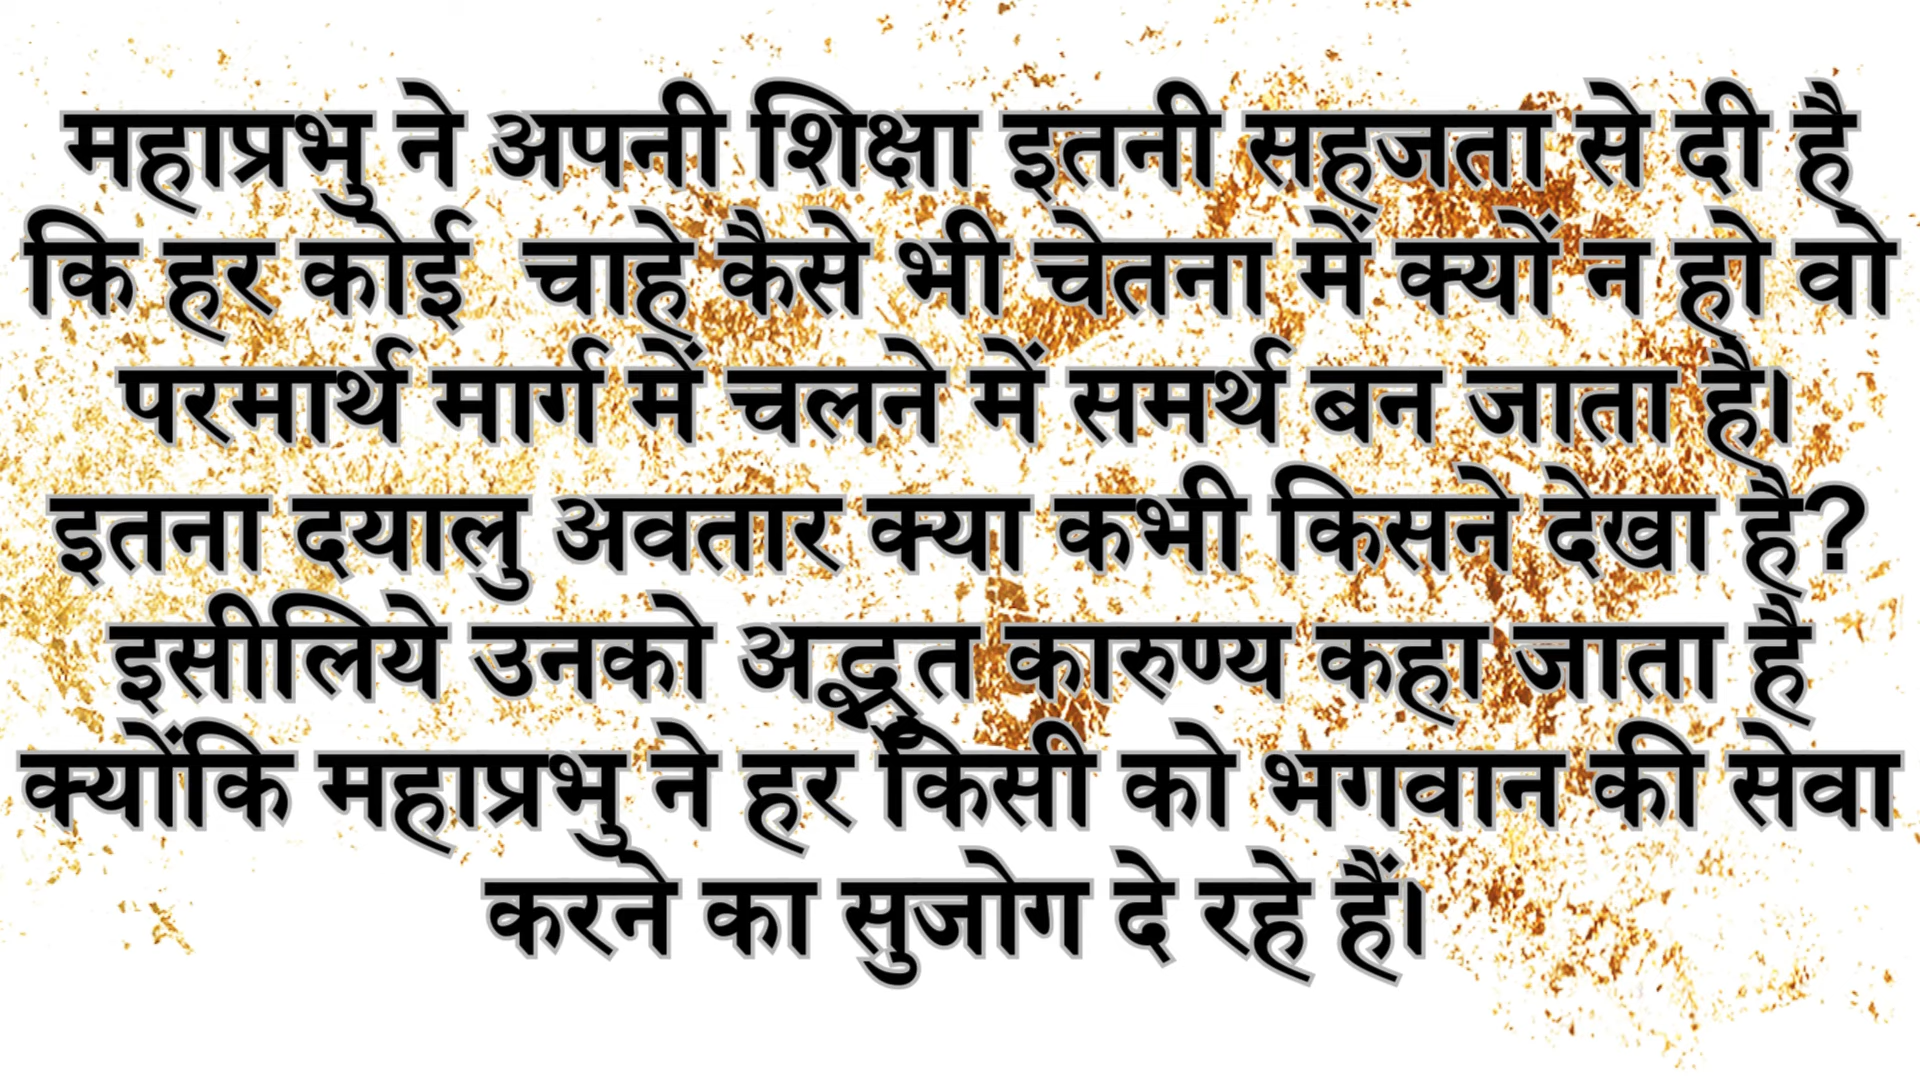 महाप्रभु ने अपनी शिक्षा इतनी सहजता से दी है
कि हर कोई चाहे कैसे भी चेतना में क्यों न हो वो
परमार्थ मार्ग में चलने में समर्थ बन जाता है।
इतना दयालु अवतार क्या कभी किसने देखा है?
इसीलिये उनको अद्भुत कारुण्य कहा जाता है
क्योंकि महाप्रभु ने हर किसी को भगवान की सेवा
करने का सुजोग दे रहे हैं।